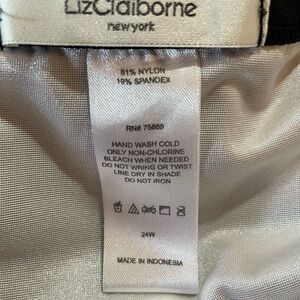 LizClaiborne
newyork
81% NYLON
19% SPANDEX
RN# 75859
HAND WASH COLD
ONLY NON-CHLORINE
BLEACH WHEN NEEDED
DO NOT WRING OR TWIST
LINE DRY IN SHADE
DO NOT IRON
24W
MADE IN INDONESIA